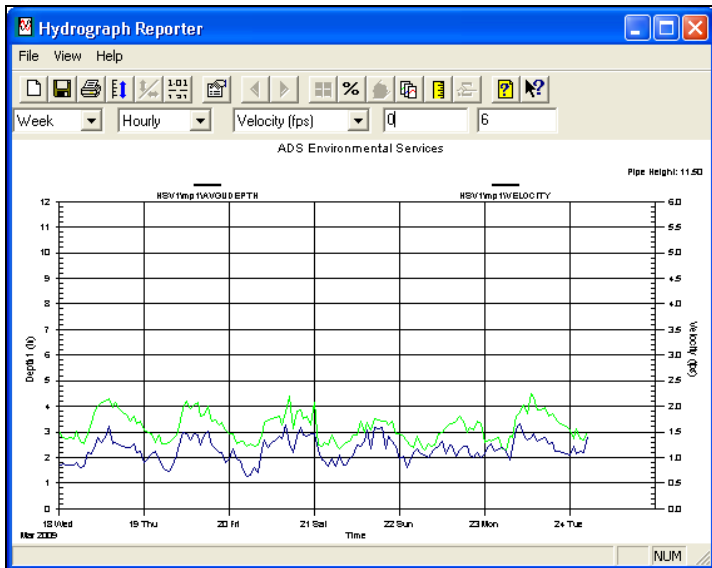 Hydrograph Reporter
File View Help
Week Hourly Velocity (fps) 0 6
ADS Environmental Services
Pipe Height: 11.50
HSV1\mp1\AVGUDEPTH HSV1\mp1\VELOCITY
12 6.0
11 5.5
10 5.0
9 4.5
8 4.0
7 3.5
6 3.0
5 2.5
4 2.0
3 1.5
2 1.0
1 0.5
0 0.0
Depth1 (in)
Velocity (fps)
18 Wed 19 Thu 20 Fri 21 Sat 22 Sun 23 Mon 24 Tue
Mar 2009 Time
NUM